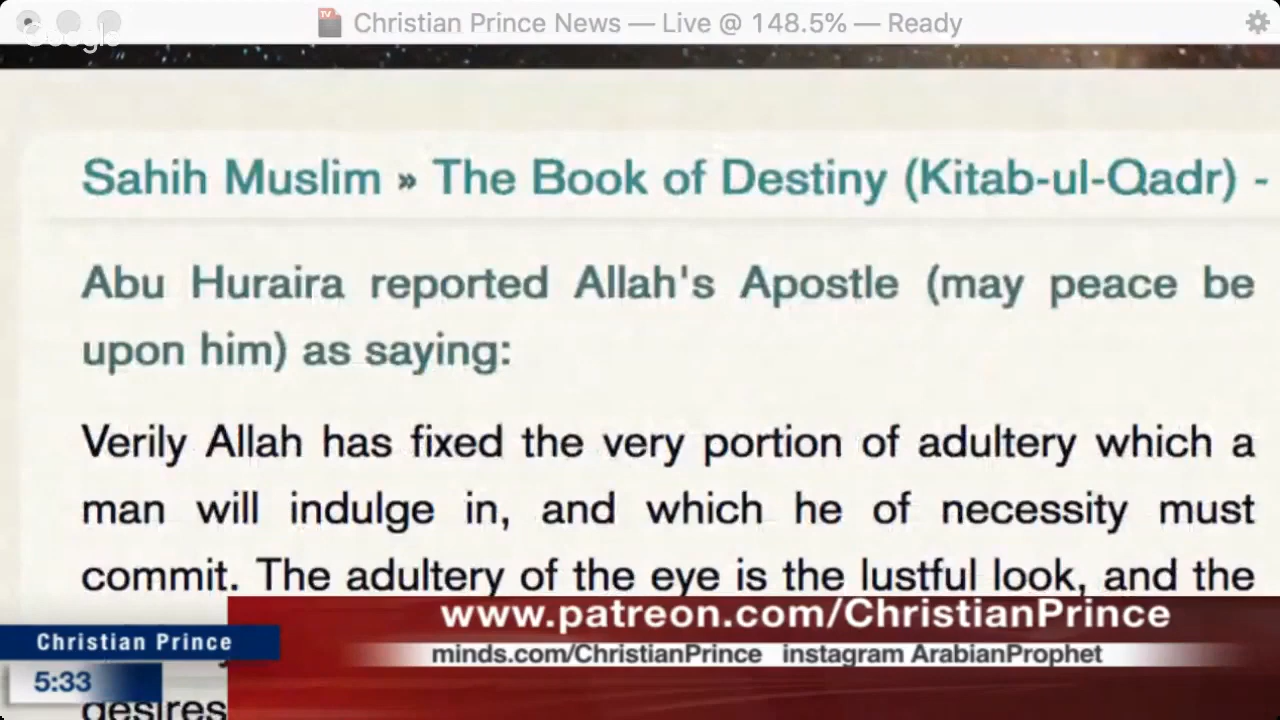 Christian Prince News — Live @ 148.5% — Ready
Google
Sahih Muslim » The Book of Destiny (Kitab-ul-Qadr) -
Abu Huraira reported Allah's Apostle (may peace be
upon him) as saying:
Verily Allah has fixed the very portion of adultery which a
man will indulge in, and which he of necessity must
commit. The adultery of the eye is the lustful look, and the
www.patreon.com/ChristianPrince
Christian Prince
minds.com/ChristianPrince instagram ArabianProphet
5:33
desires